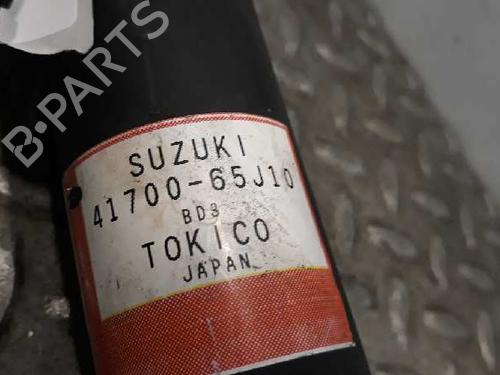 B-PARTS
SUZUKI
41700-65J10
BD3
TOKICO
JAPAN